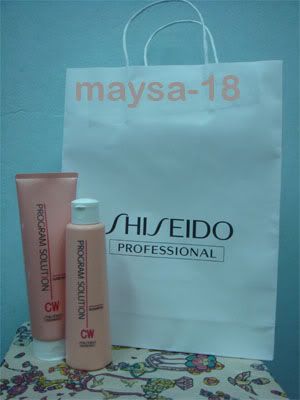 maysa-18
SHISEIDO
PROFESSIONAL
PROGRAM SOLUTION
CW
PROGRAM SOLUTION
CW